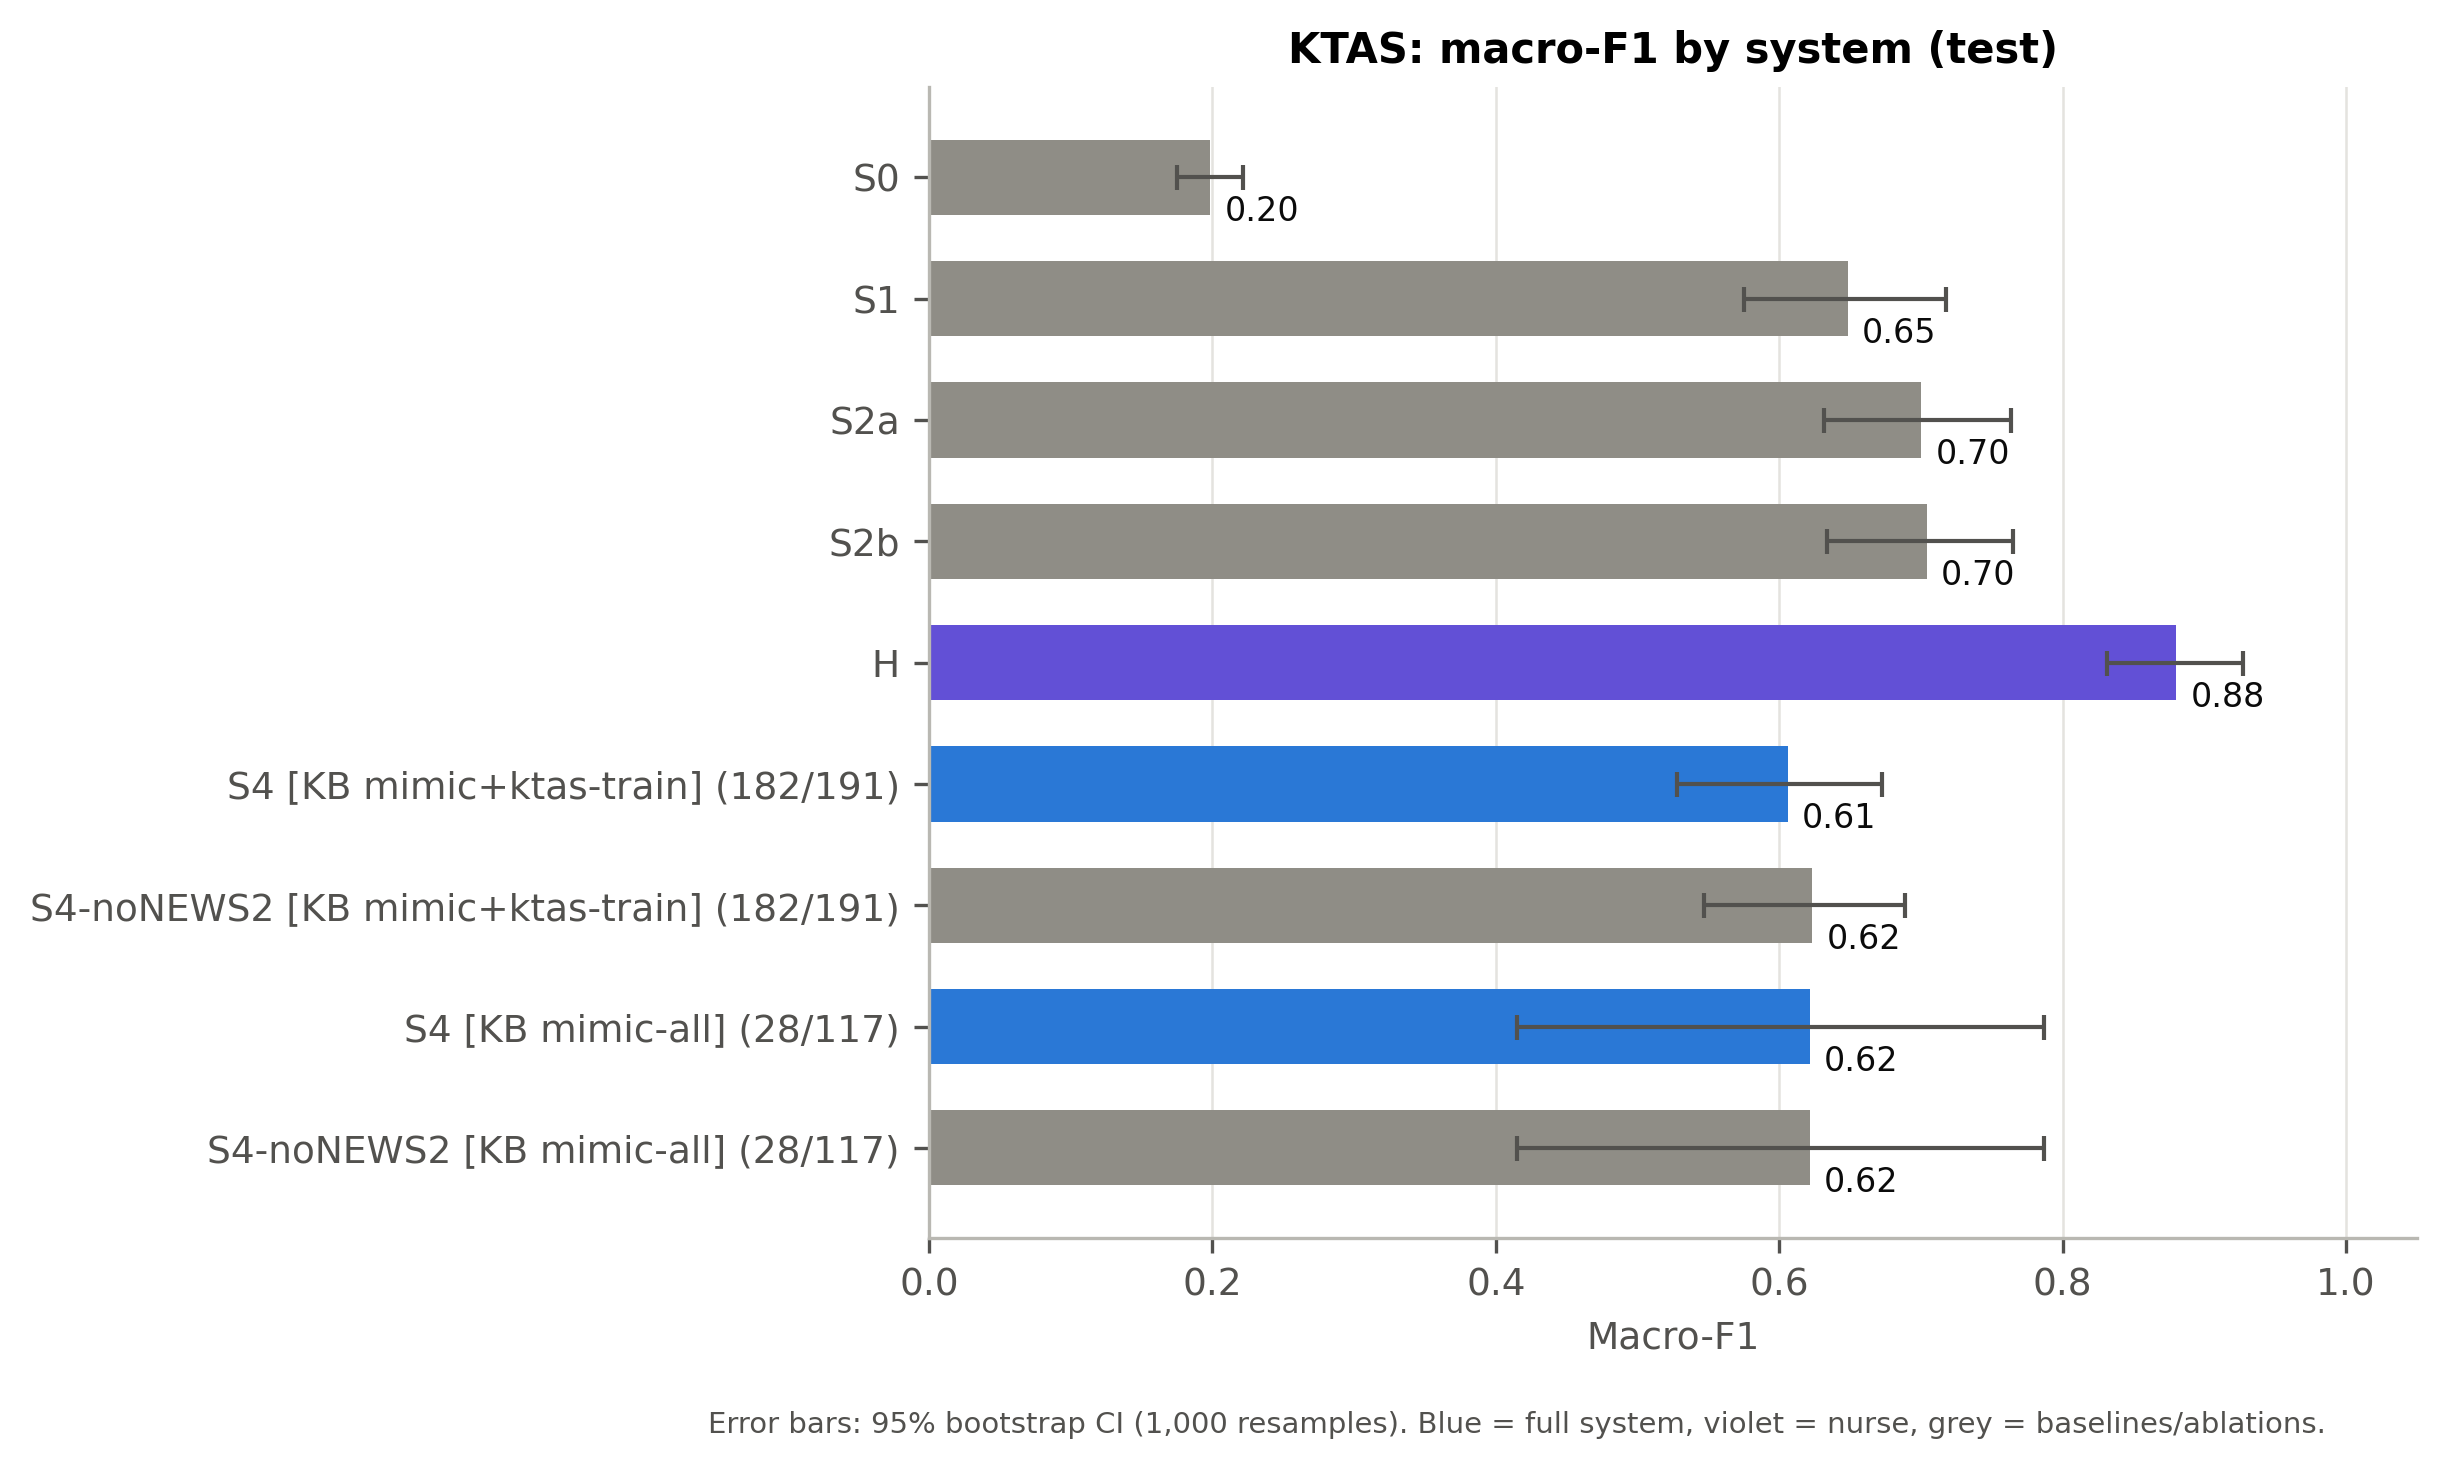 KTAS: macro-F1 by system (test)
S0
0.20
S1
0.65
S2a
0.70
S2b
0.70
H
0.88
S4 [KB mimic+ktas-train] (182/191)
0.61
S4-noNEWS2 [KB mimic+ktas-train] (182/191)
0.62
S4 [KB mimic-all] (28/117)
0.62
S4-noNEWS2 [KB mimic-all] (28/117)
0.62
0.0 0.2 0.4 0.6 0.8 1.0
Macro-F1
Error bars: 95% bootstrap CI (1,000 resamples). Blue = full system, violet = nurse, grey = baselines/ablations.